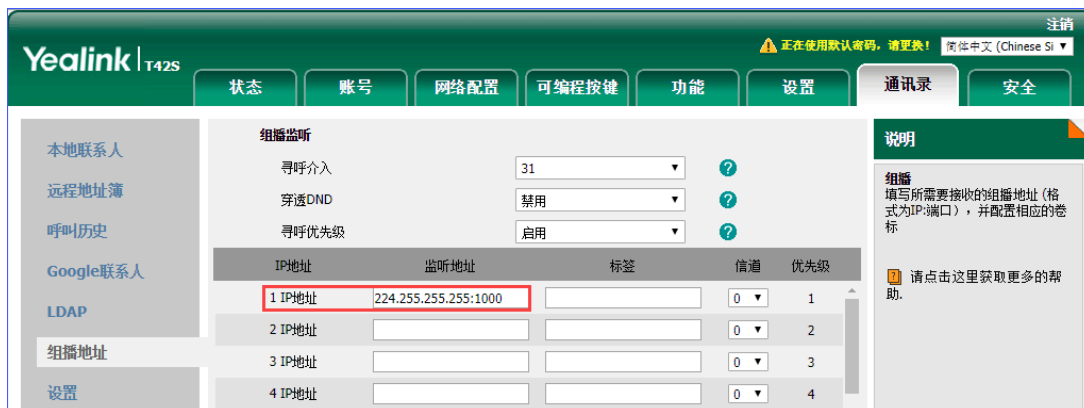 注销
正在使用默认密码，请更换！ 简体中文 (Chinese Si
Yealink T42S
状态 账号 网络配置 可编程按键 功能 设置 通讯录 安全
本地联系人
远程地址簿
呼叫历史
Google联系人
LDAP
组播地址
设置
组播监听
寻呼介入 31 ?
穿透DND 禁用 ?
寻呼优先级 启用 ?
IP地址 监听地址 标签 信道 优先级
1 IP地址 224.255.255.255:1000 0 1
2 IP地址 0 2
3 IP地址 0 3
4 IP地址 0 4
说明
组播
填写所需要接收的组播地址(格
式为IP:端口），并配置相应的卷
标
? 请点击这里获取更多的帮
助.